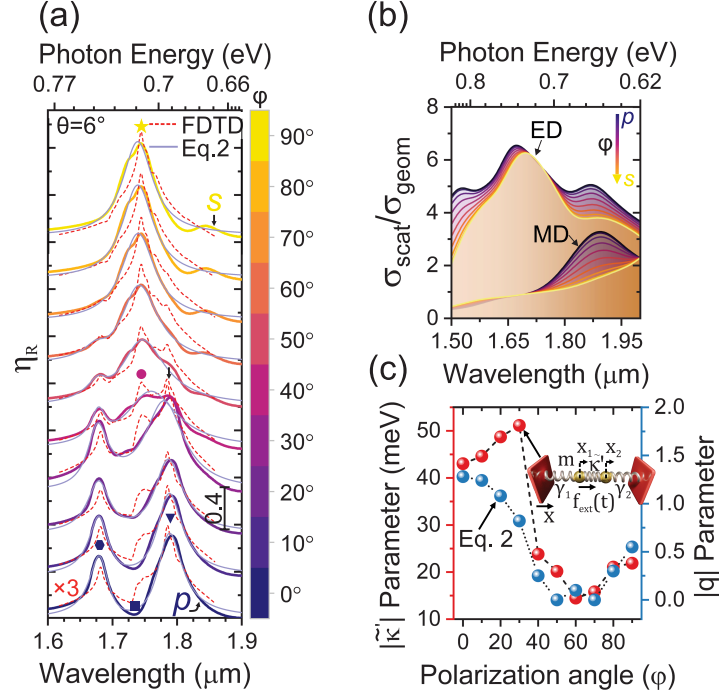 (a)
Photon Energy (eV)
0.77 0.7 0.66
θ=6°
FDTD
Eq.2
φ
90°
80°
70°
60°
50°
40°
30°
20°
10°
0°
s
0.4
×3
p
η_R
1.6 1.7 1.8 1.9
Wavelength (μm)
(b)
Photon Energy (eV)
0.8 0.7 0.62
8
6
4
2
0
σ_scat/σ_geom
ED
MD
p
φ
s
1.50 1.65 1.80 1.95
Wavelength (μm)
(c)
50
40
30
20
10
|κ̃'| Parameter (meV)
2.0
1.5
1.0
0.5
0.0
|q| Parameter
Eq. 2
m x₁ κ̃' x₂
γ₁ f_ext(t) γ₂
x
0 20 40 60 80
Polarization angle (φ)